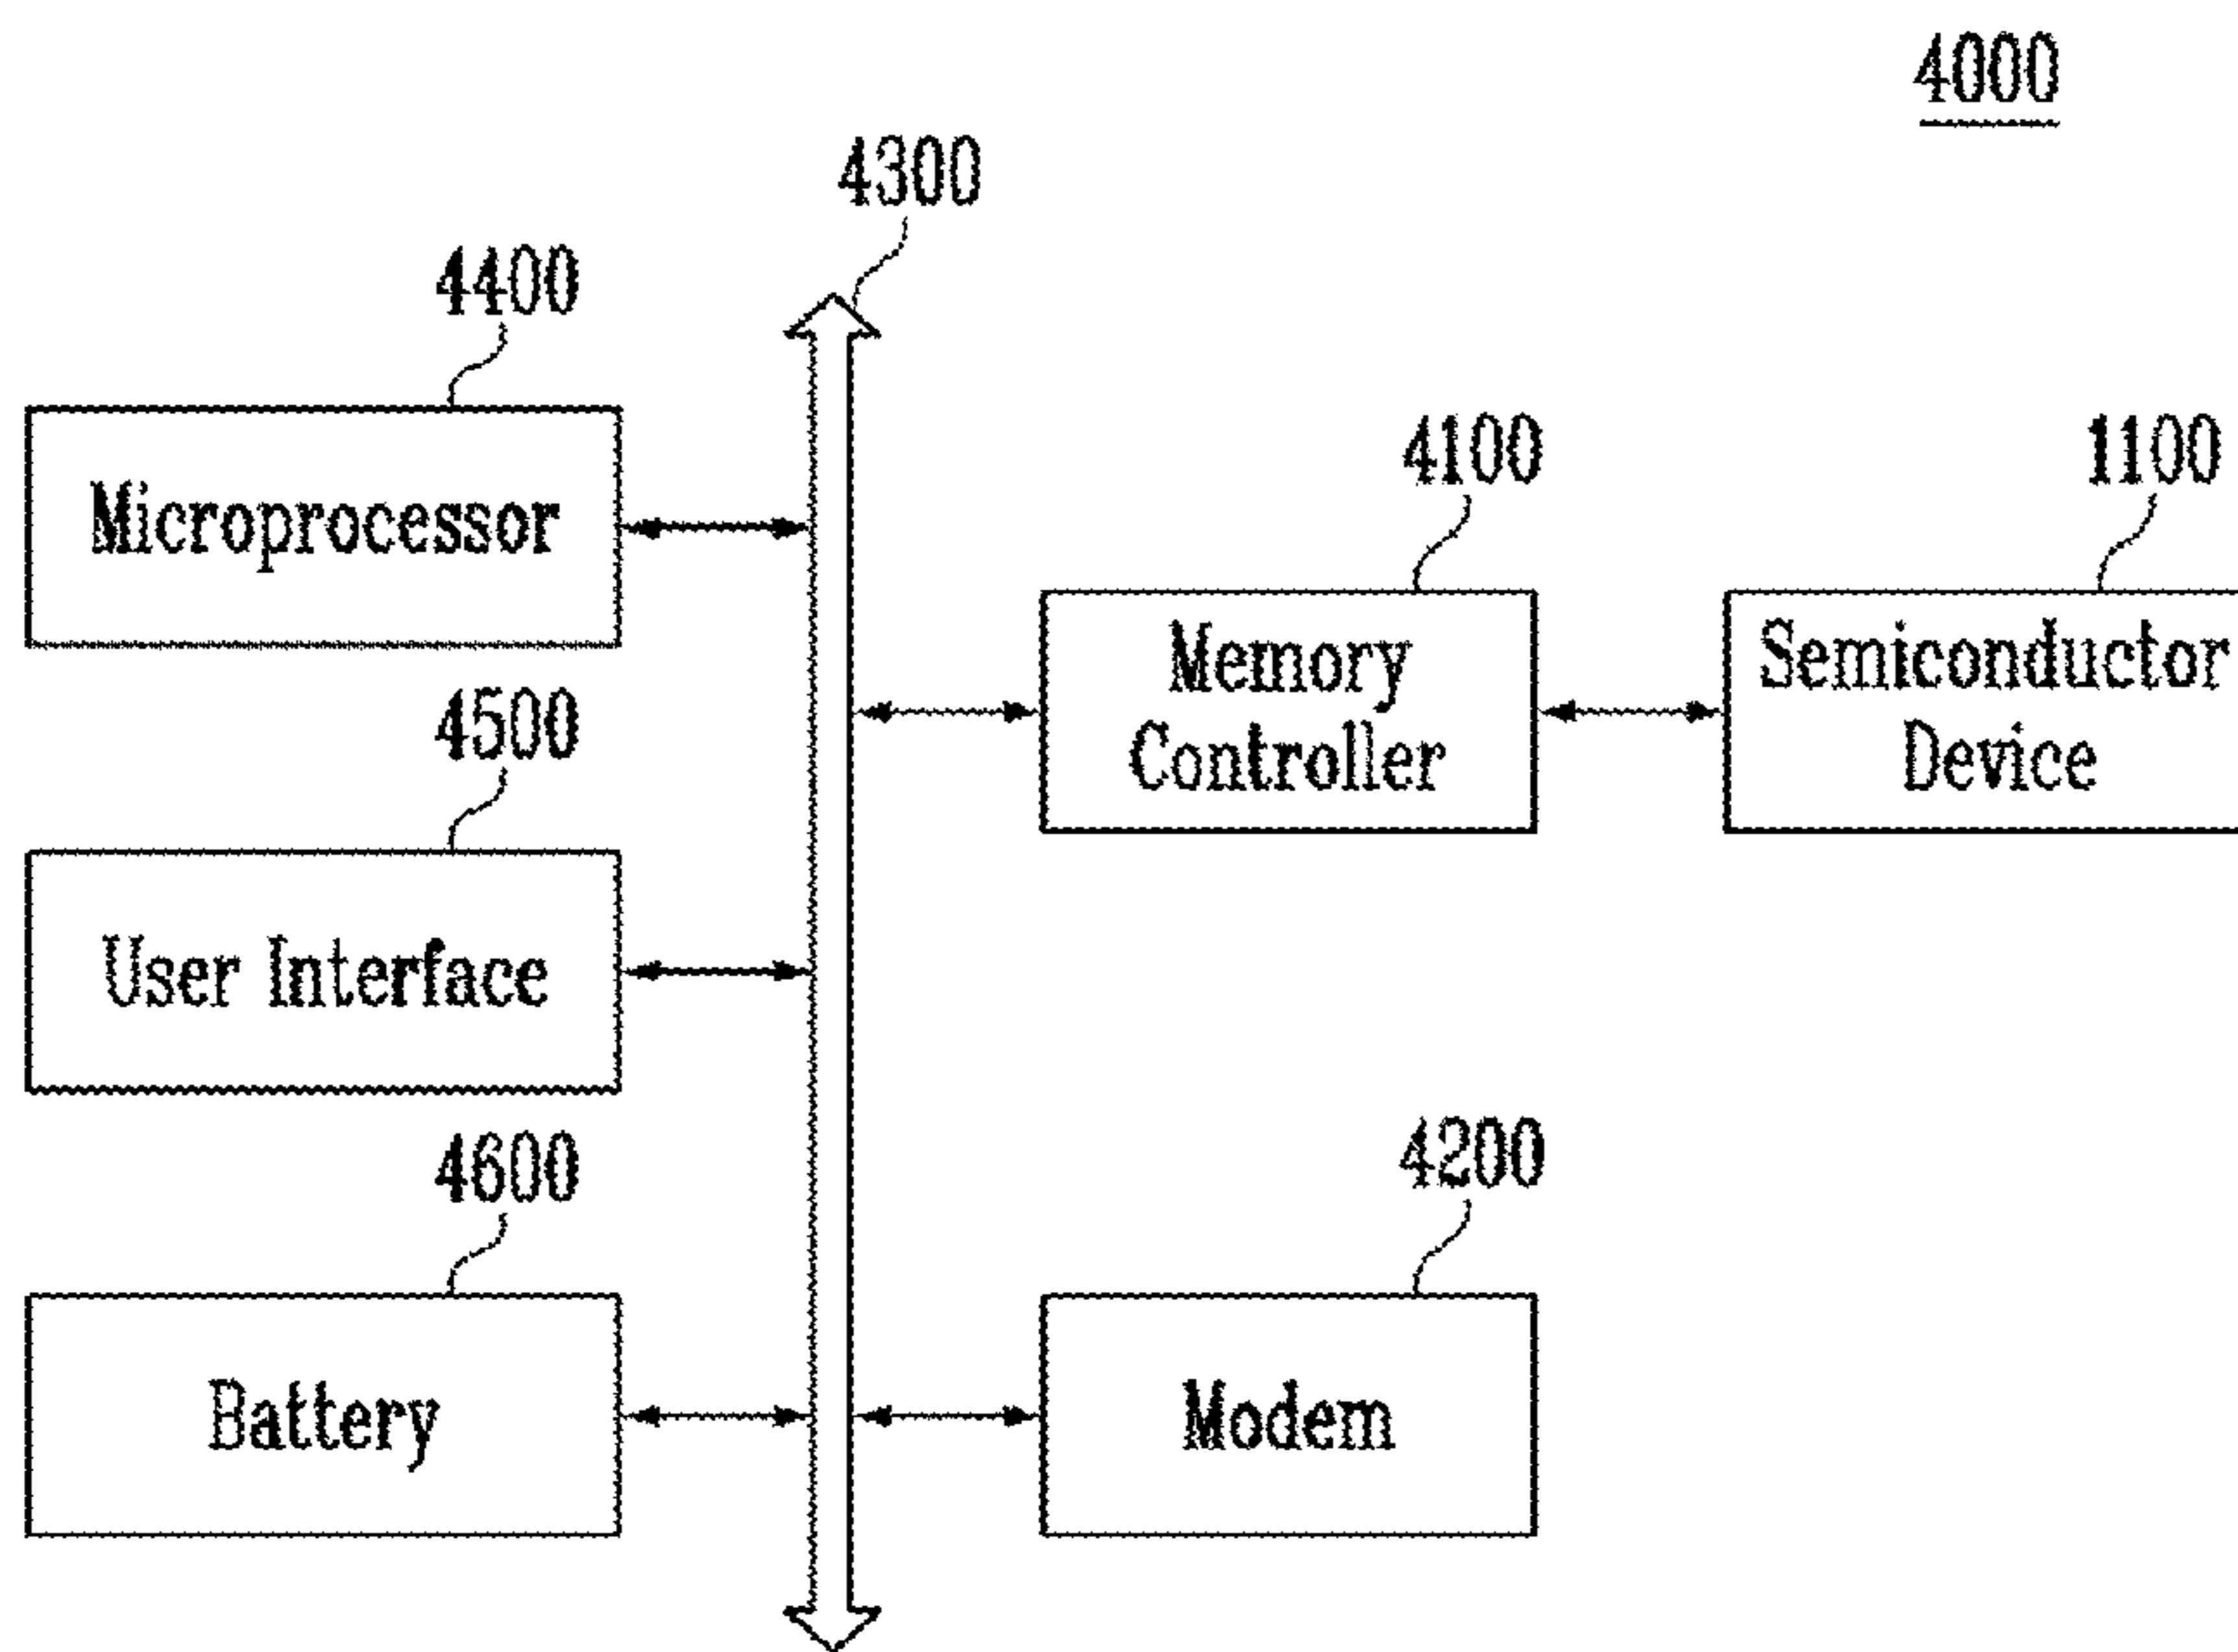 4000
4300
4400
Microprocessor
4100
1100
Memory
Controller
Semiconductor
Device
4500
User Interface
4600
4200
Battery
Modem